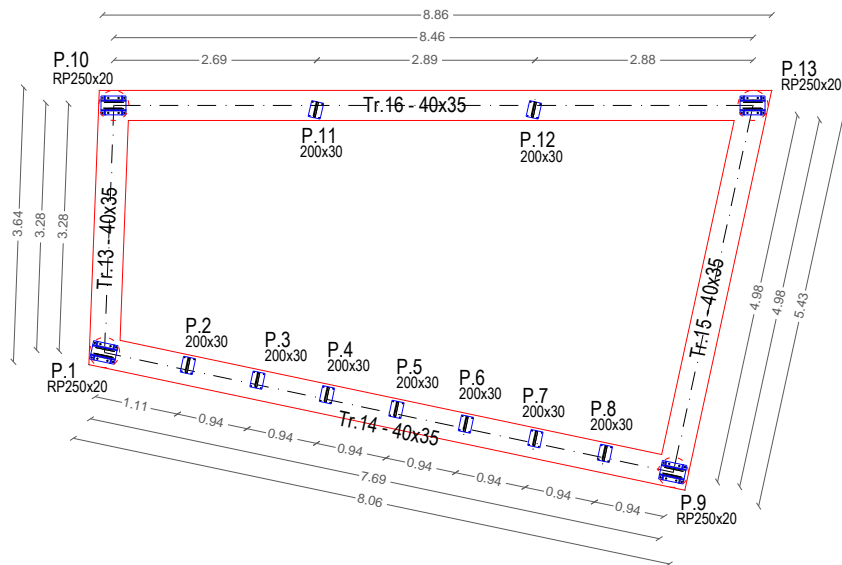 8.86
8.46
2.69
2.89
2.88
P.10
RP250x20
P.13
RP250x20
Tr.16 - 40x35
P.11
200x30
P.12
200x30
3.64
3.28
3.28
Tr.13 - 40x35
4.98
4.98
5.43
Tr.15 - 40x35
P.1
RP250x20
P.2
200x30
P.3
200x30
P.4
200x30
P.5
200x30
P.6
200x30
P.7
200x30
P.8
200x30
Tr.14 - 40x35
P.9
RP250x20
1.11
0.94
0.94
0.94
0.94
0.94
0.94
0.94
7.69
8.06